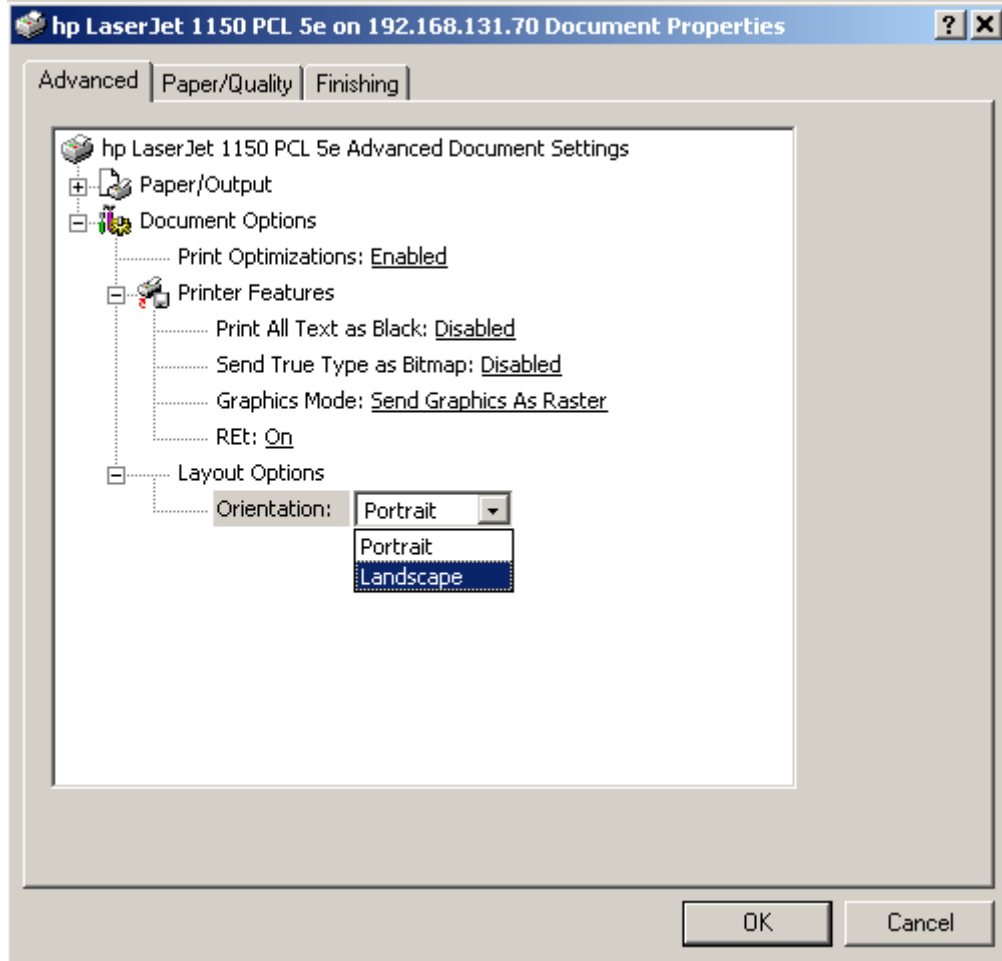 hp LaserJet 1150 PCL 5e on 192.168.131.70 Document Properties
Advanced Paper/Quality Finishing
hp LaserJet 1150 PCL 5e Advanced Document Settings
Paper/Output
Document Options
Print Optimizations: Enabled
Printer Features
Print All Text as Black: Disabled
Send True Type as Bitmap: Disabled
Graphics Mode: Send Graphics As Raster
REt: On
Layout Options
Orientation: Portrait
Portrait
Landscape
OK Cancel